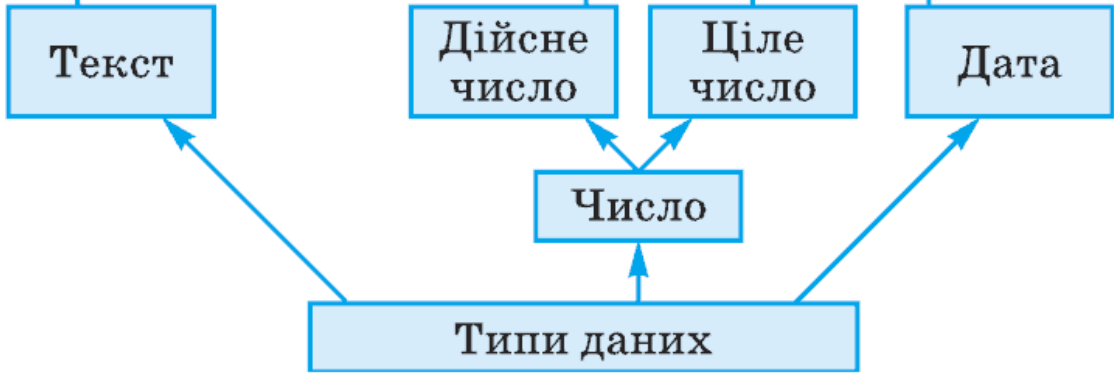 Текст
Дійсне
число
Ціле
число
Дата
Число
Типи даних